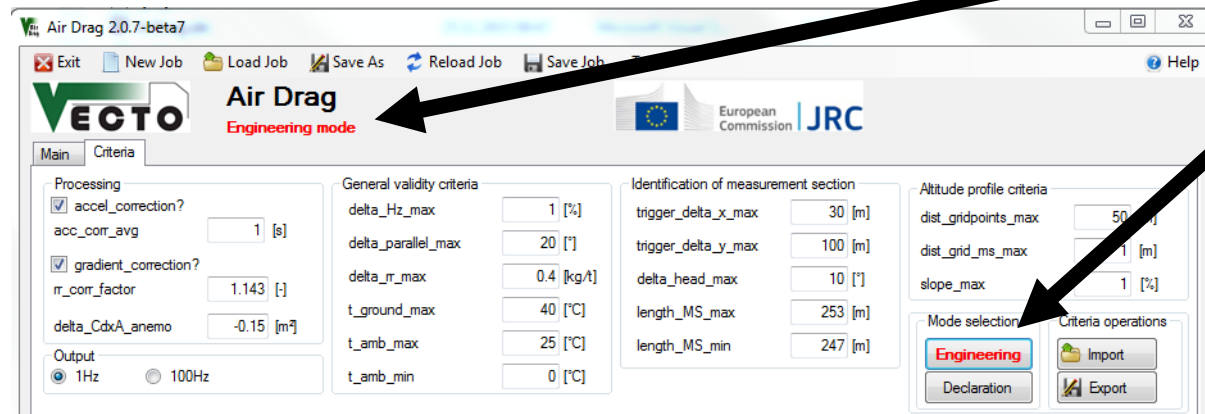 Air Drag 2.0.7-beta7
Exit New Job Load Job Save As Reload Job Save Job Help
VECTO
Air Drag
Engineering mode
European
Commission
JRC
Main Criteria
Processing
accel_correction?
acc_corr_avg 1 [s]
gradient_correction?
rr_corr_factor 1.143 [-]
delta_CdxA_anemo -0.15 [m²]
Output
1Hz 100Hz
General validity criteria
delta_Hz_max 1 [%]
delta_parallel_max 20 [°]
delta_rr_max 0.4 [kg/t]
t_ground_max 40 [°C]
t_amb_max 25 [°C]
t_amb_min 0 [°C]
Identification of measurement section
trigger_delta_x_max 30 [m]
trigger_delta_y_max 100 [m]
delta_head_max 10 [°]
length_MS_max 253 [m]
length_MS_min 247 [m]
Altitude profile criteria
dist_gridpoints_max 50
dist_grid_ms_max 1 [m]
slope_max 1 [%]
Mode selection
Engineering
Declaration
Criteria operations
Import
Export